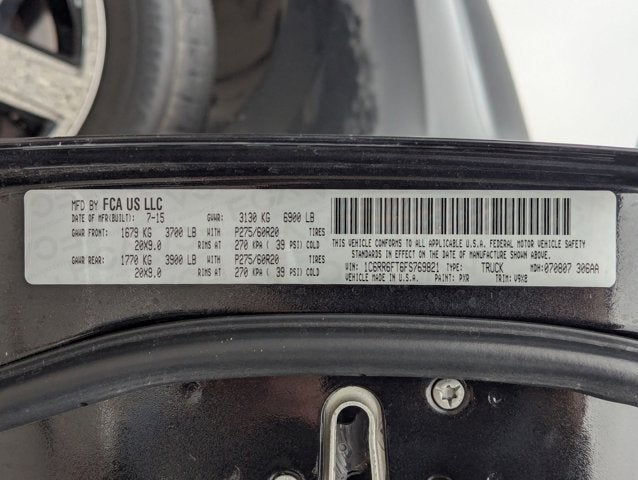 MFD BY FCA US LLC
DATE OF MFR(BUILT): 7-15 GVWR: 3130 KG 6900 LB
GAWR FRONT: 1679 KG 3700 LB WITH P275/60R20 TIRES
20X9.0 RIMS AT 270 KPA ( 39 PSI) COLD
GAWR REAR: 1770 KG 3900 LB WITH P275/60R20 TIRES
20X9.0 RIMS AT 270 KPA ( 39 PSI) COLD
THIS VEHICLE CONFORMS TO ALL APPLICABLE U.S.A. FEDERAL MOTOR VEHICLE SAFETY
STANDARDS IN EFFECT ON THE DATE OF MANUFACTURE SHOWN ABOVE.
VIN: 1C6RR6FT6FS769821 TYPE: TRUCK MDH:070807 306AA
VEHICLE MADE IN U.S.A. PAINT: PXR TRIM: V9X8